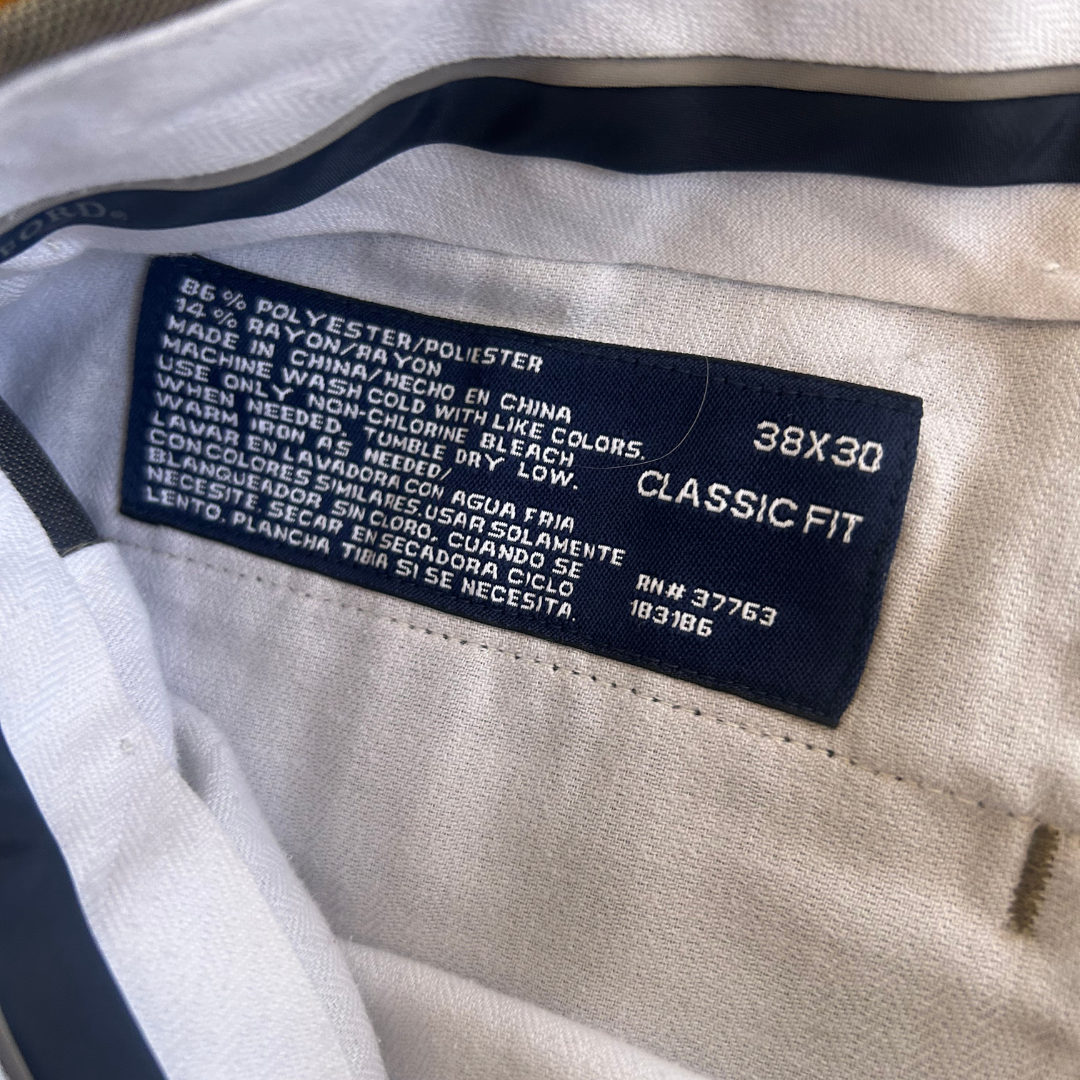 FORD®
86% POLYESTER/POLIESTER
14% RAYON/RAYON
MADE IN CHINA/HECHO EN CHINA
MACHINE WASH COLD WITH LIKE COLORS.
USE ONLY NON-CHLORINE BLEACH
WHEN NEEDED. TUMBLE DRY LOW.
WARM IRON AS NEEDED/
LAVAR EN LAVADORA CON AGUA FRIA
CON COLORES SIMILARES.USAR SOLAMENTE
BLANQUEADOR SIN CLORO, CUANDO SE
NECESITE. SECAR EN SECADORA CICLO
LENTO. PLANCHA TIBIA SI SE NECESITA.
38X30
CLASSIC FIT
RN# 37763
183186